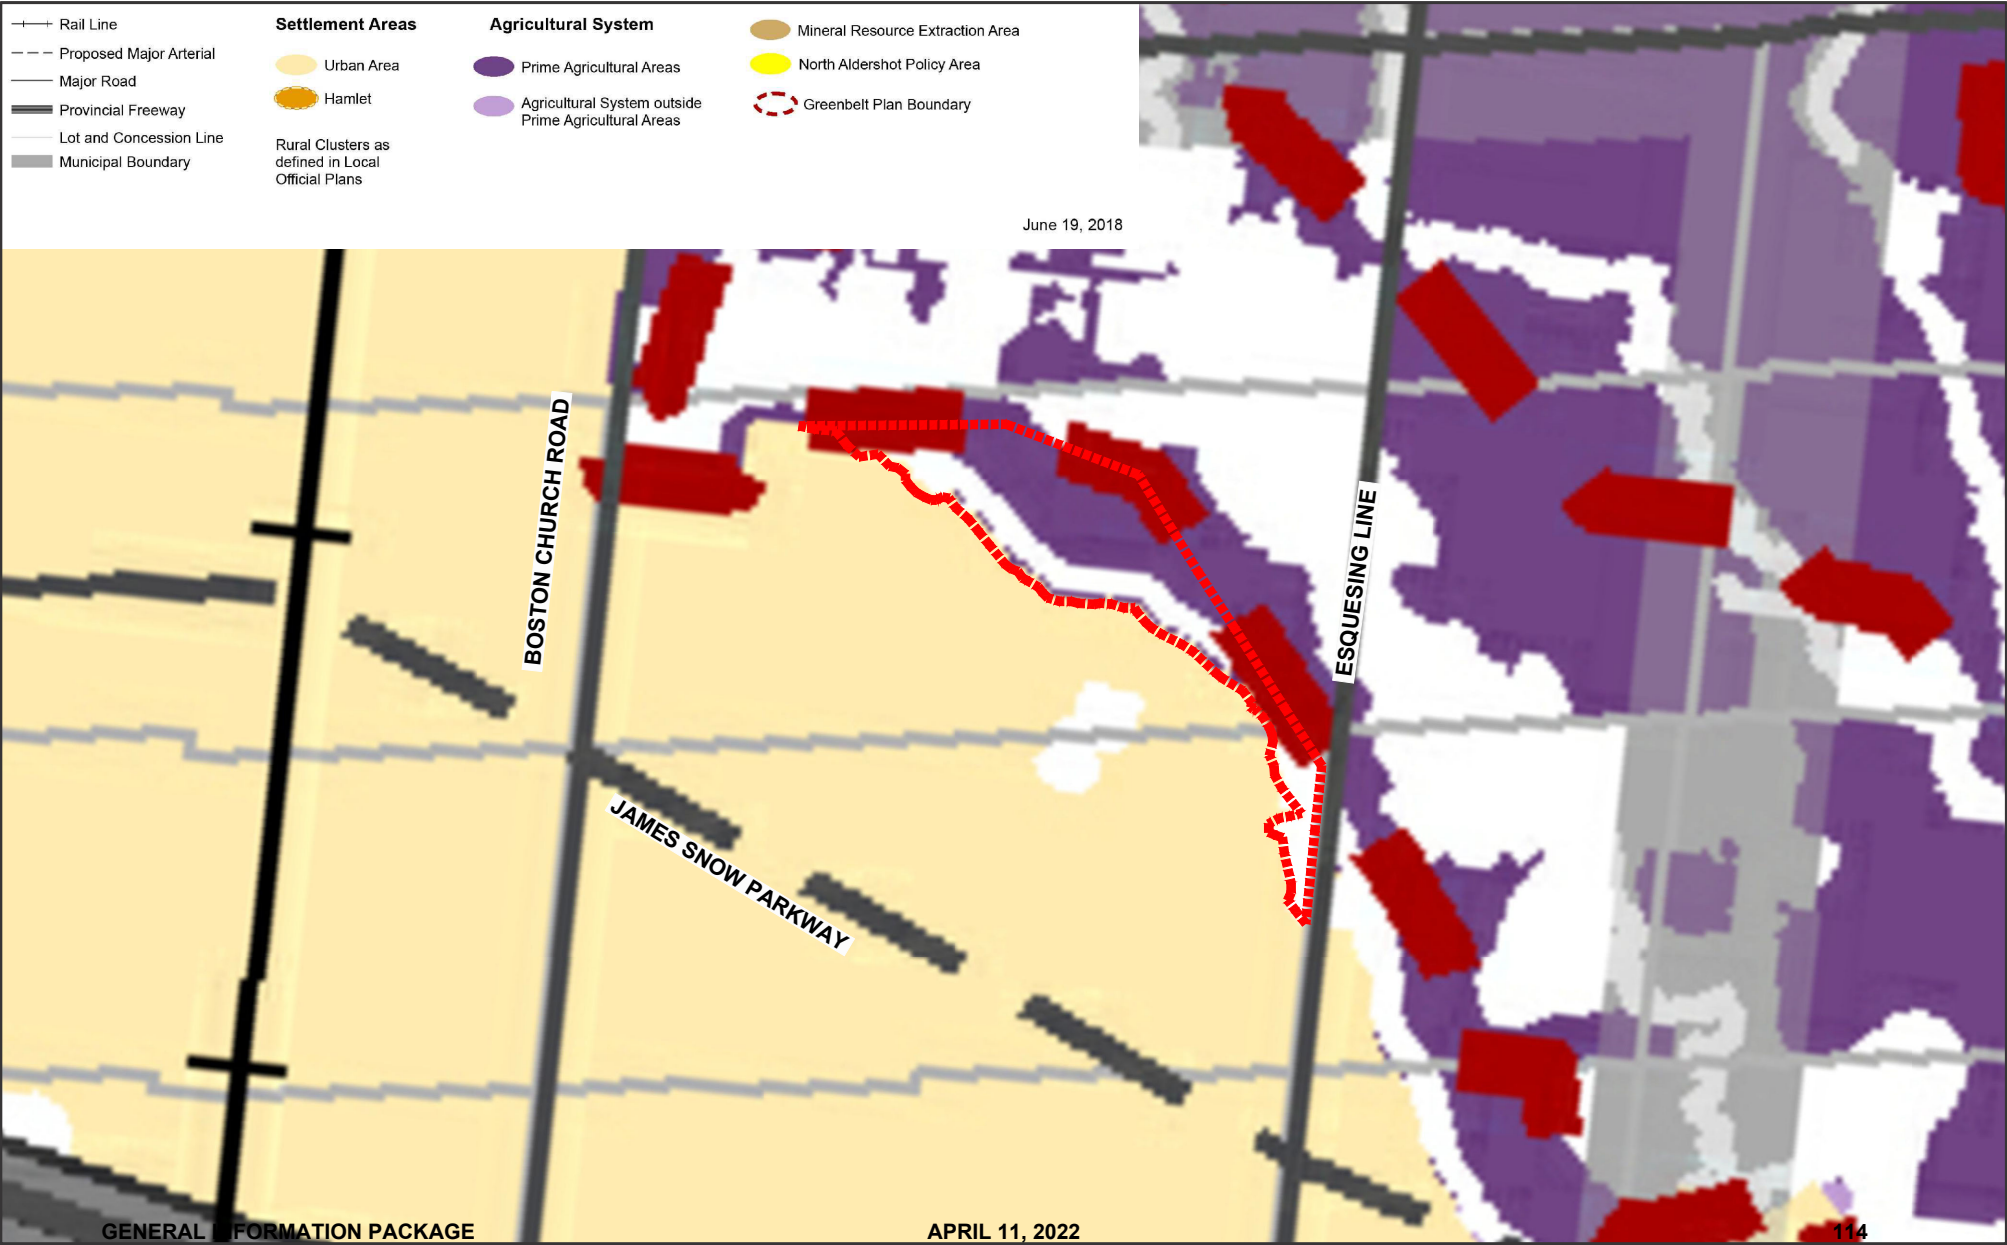 Rail Line
Proposed Major Arterial
Major Road
Provincial Freeway
Lot and Concession Line
Municipal Boundary
Settlement Areas
Urban Area
Hamlet
Rural Clusters as
defined in Local
Official Plans
Agricultural System
Prime Agricultural Areas
Agricultural System outside
Prime Agricultural Areas
Mineral Resource Extraction Area
North Aldershot Policy Area
Greenbelt Plan Boundary
June 19, 2018
BOSTON CHURCH ROAD
ESQUESING LINE
JAMES SNOW PARKWAY
GENERAL INFORMATION PACKAGE
APRIL 11, 2022
114